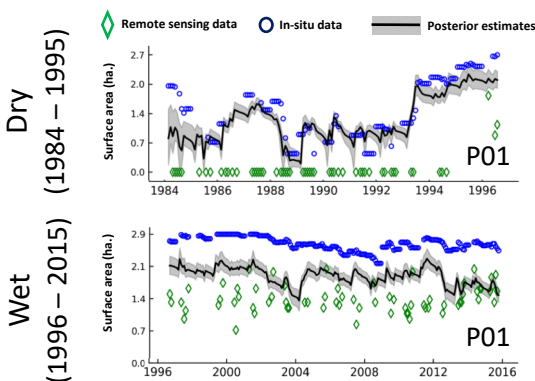 Remote sensing data In-situ data Posterior estimates
Dry
(1984 – 1995)
Surface area (ha.)
2.7
2.0
1.4
0.7
0.0
P01
1984 1986 1988 1990 1992 1994 1996
Wet
(1996 – 2015)
Surface area (ha.)
2.9
2.1
1.4
0.7
0.0
P01
1996 2000 2004 2008 2012 2016